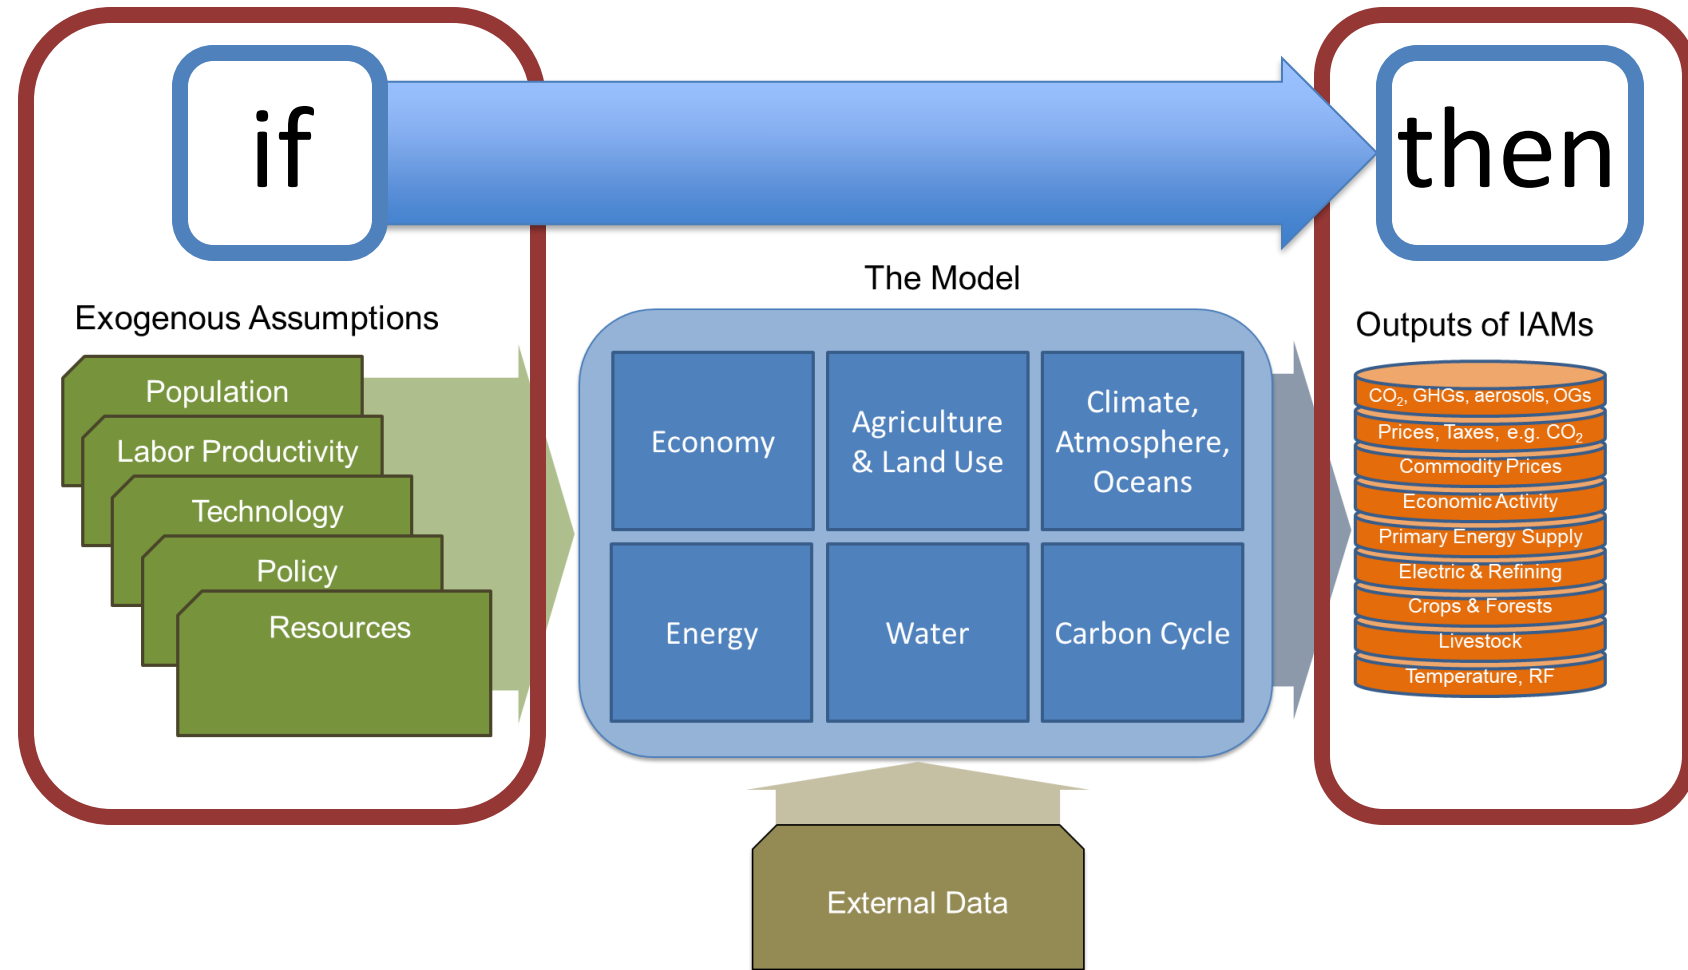 if
then
The Model
Exogenous Assumptions
Outputs of IAMs
Population
Labor Productivity
Technology
Policy
Resources
Economy
Agriculture
& Land Use
Climate,
Atmosphere,
Oceans
Energy
Water
Carbon Cycle
CO₂, GHGs, aerosols, OGs
Prices, Taxes, e.g. CO₂
Commodity Prices
Economic Activity
Primary Energy Supply
Electric & Refining
Crops & Forests
Livestock
Temperature, RF
External Data